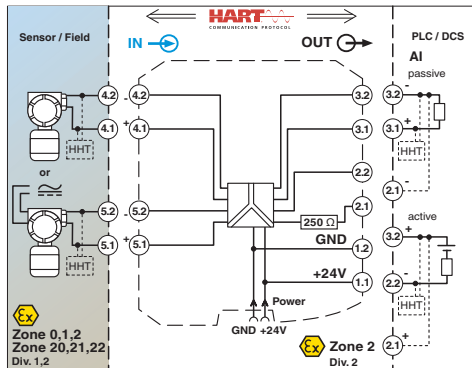 HART
COMMUNICATION PROTOCOL
Sensor / Field
IN
OUT
PLC / DCS
AI
passive
4.2 - 4.2
3.2
3.2 -
4.1 + 4.1
3.1
3.1 +
HHT
HHT
or
2.2
2.1 -
5.2 - 5.2
2.1
250 Ω
active
5.1 + 5.1
GND
1.2
3.2 +
HHT
+24V
1.1
2.2 -
HHT
Power
GND +24V
Ex
Zone 0,1,2
Zone 20,21,22
Div. 1,2
Ex
Zone 2
Div. 2
2.1 +